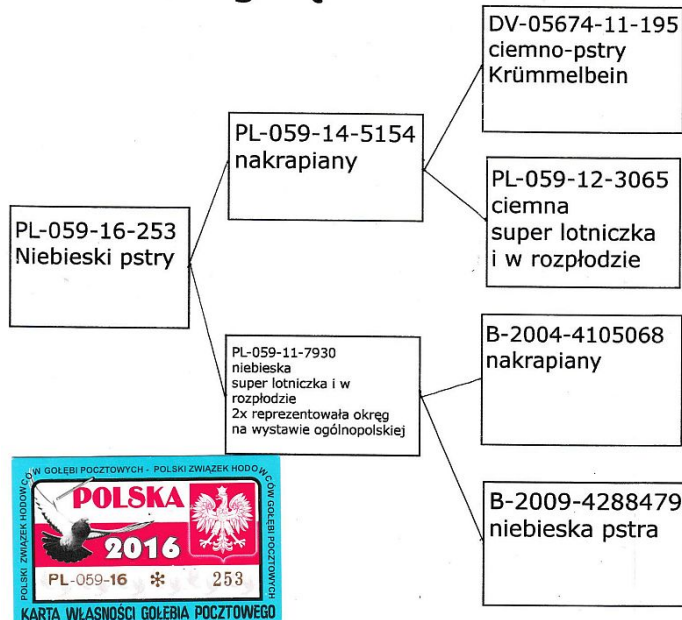 DV-05674-11-195
ciemno-pstry
Krümmelbein
PL-059-14-5154
nakrapiany
PL-059-12-3065
ciemna
super lotniczka
i w rozpłodzie
PL-059-16-253
Niebieski pstry
PL-059-11-7930
niebieska
super lotniczka i w
rozpłodzie
2x reprezentowała okręg
na wystawie ogólnopolskiej
B-2004-4105068
nakrapiany
B-2009-4288479
niebieska pstra
POLSKI ZWIĄZEK HODOWCÓW GOŁĘBI POCZTOWYCH - POLSKI ZWIĄZEK HODOWCÓW GOŁĘBI POCZTOWYCH
POLSKA
2016
PL-059-16 * 253
KARTA WŁASNOŚCI GOŁĘBIA POCZTOWEGO